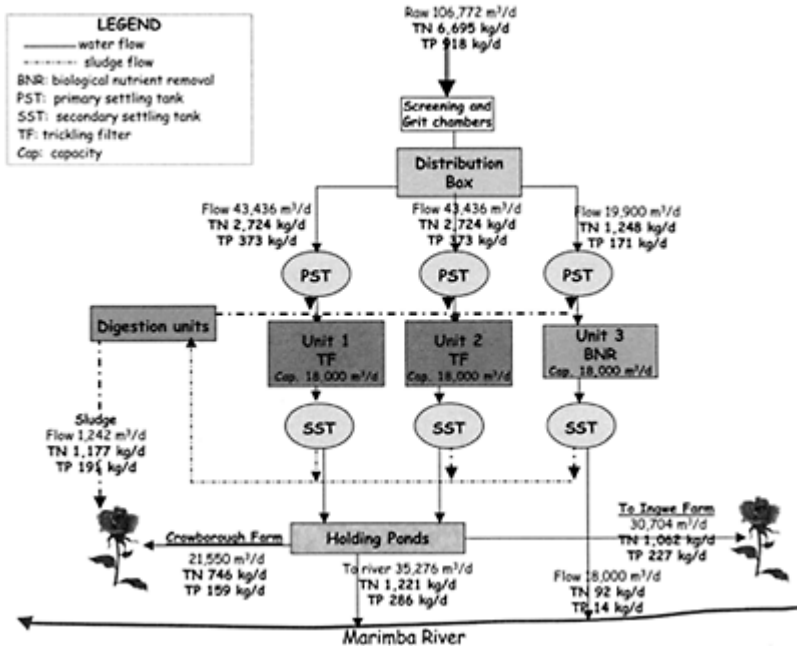 LEGEND
water flow
sludge flow
BNR: biological nutrient removal
PST: primary settling tank
SST: secondary settling tank
TF: trickling filter
Cap: capacity
Raw 106,772 m³/d
TN 6,695 kg/d
TP 918 kg/d
Screening and
Grit chambers
Distribution
Box
Flow 43,436 m³/d
TN 2,724 kg/d
TP 373 kg/d
Flow 43,436 m³/d
TN 2,724 kg/d
TP 373 kg/d
Flow 19,900 m³/d
TN 1,248 kg/d
TP 171 kg/d
PST
PST
PST
Digestion units
Unit 1
TF
Cap. 18,000 m³/d
Unit 2
TF
Cap. 18,000 m³/d
Unit 3
BNR
Cap. 18,000 m³/d
SST
SST
SST
Sludge
Flow 1,242 m³/d
TN 1,177 kg/d
TP 191 kg/d
Crowborough Farm
21,550 m³/d
TN 746 kg/d
TP 159 kg/d
Holding Ponds
To river 35,276 m³/d
TN 1,221 kg/d
TP 286 kg/d
To Ingwe Farm
30,704 m³/d
TN 1,062 kg/d
TP 227 kg/d
Flow 18,000 m³/d
TN 92 kg/d
TP 14 kg/d
Marimba River